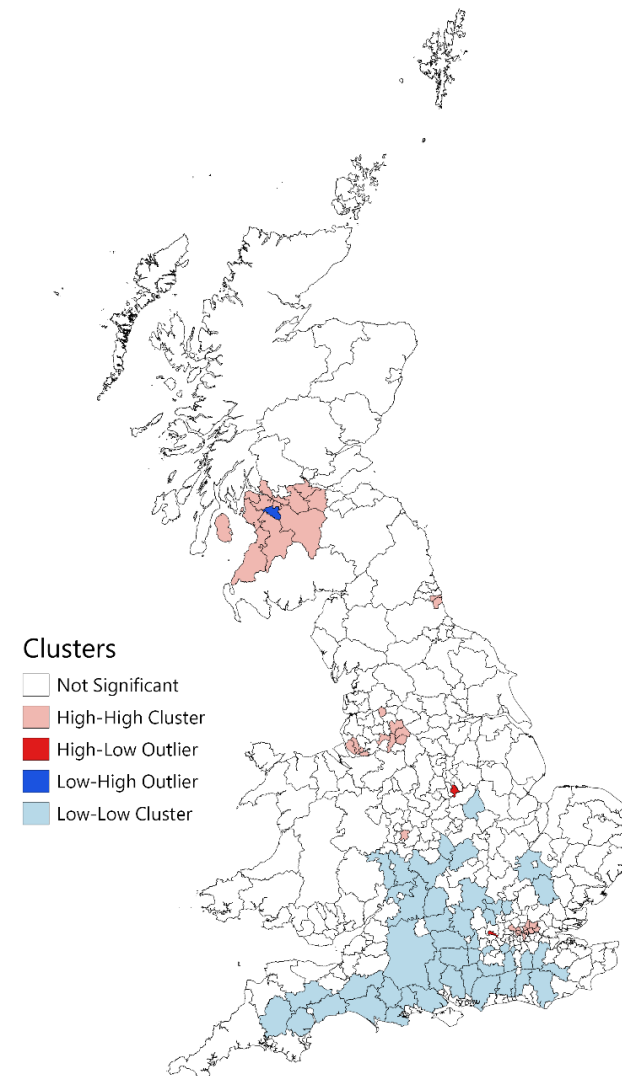 Clusters
Not Significant
High-High Cluster
High-Low Outlier
Low-High Outlier
Low-Low Cluster